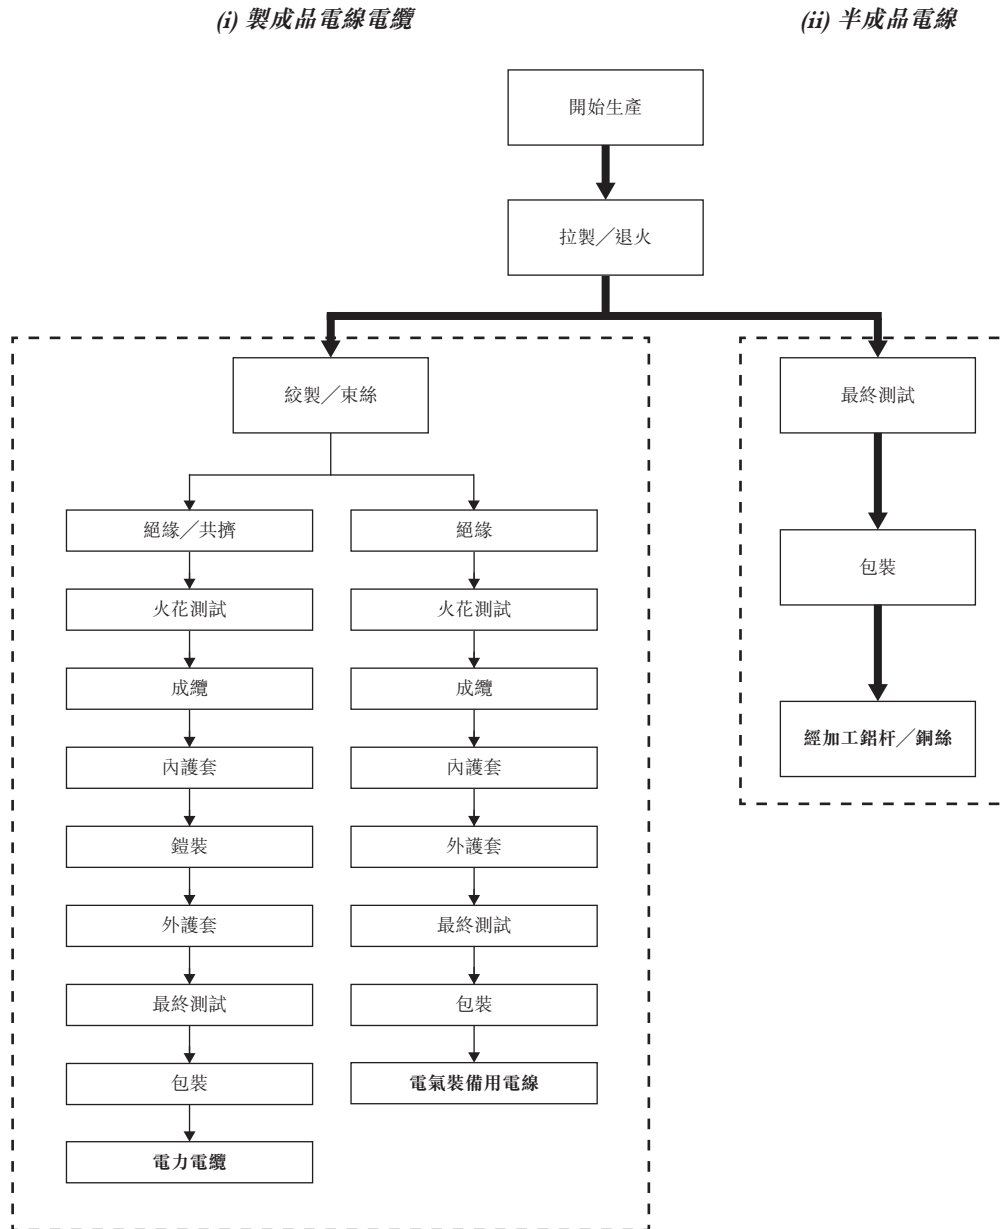 (i) 製成品電線電纜
(ii) 半成品電線
開始生產
拉製╱退火
絞製╱束絲
絕緣╱共擠
火花測試
成纜
內護套
鎧裝
外護套
最終測試
包裝
電力電纜
絕緣
火花測試
成纜
內護套
外護套
最終測試
包裝
電氣裝備用電線
最終測試
包裝
經加工鋁杆╱銅絲